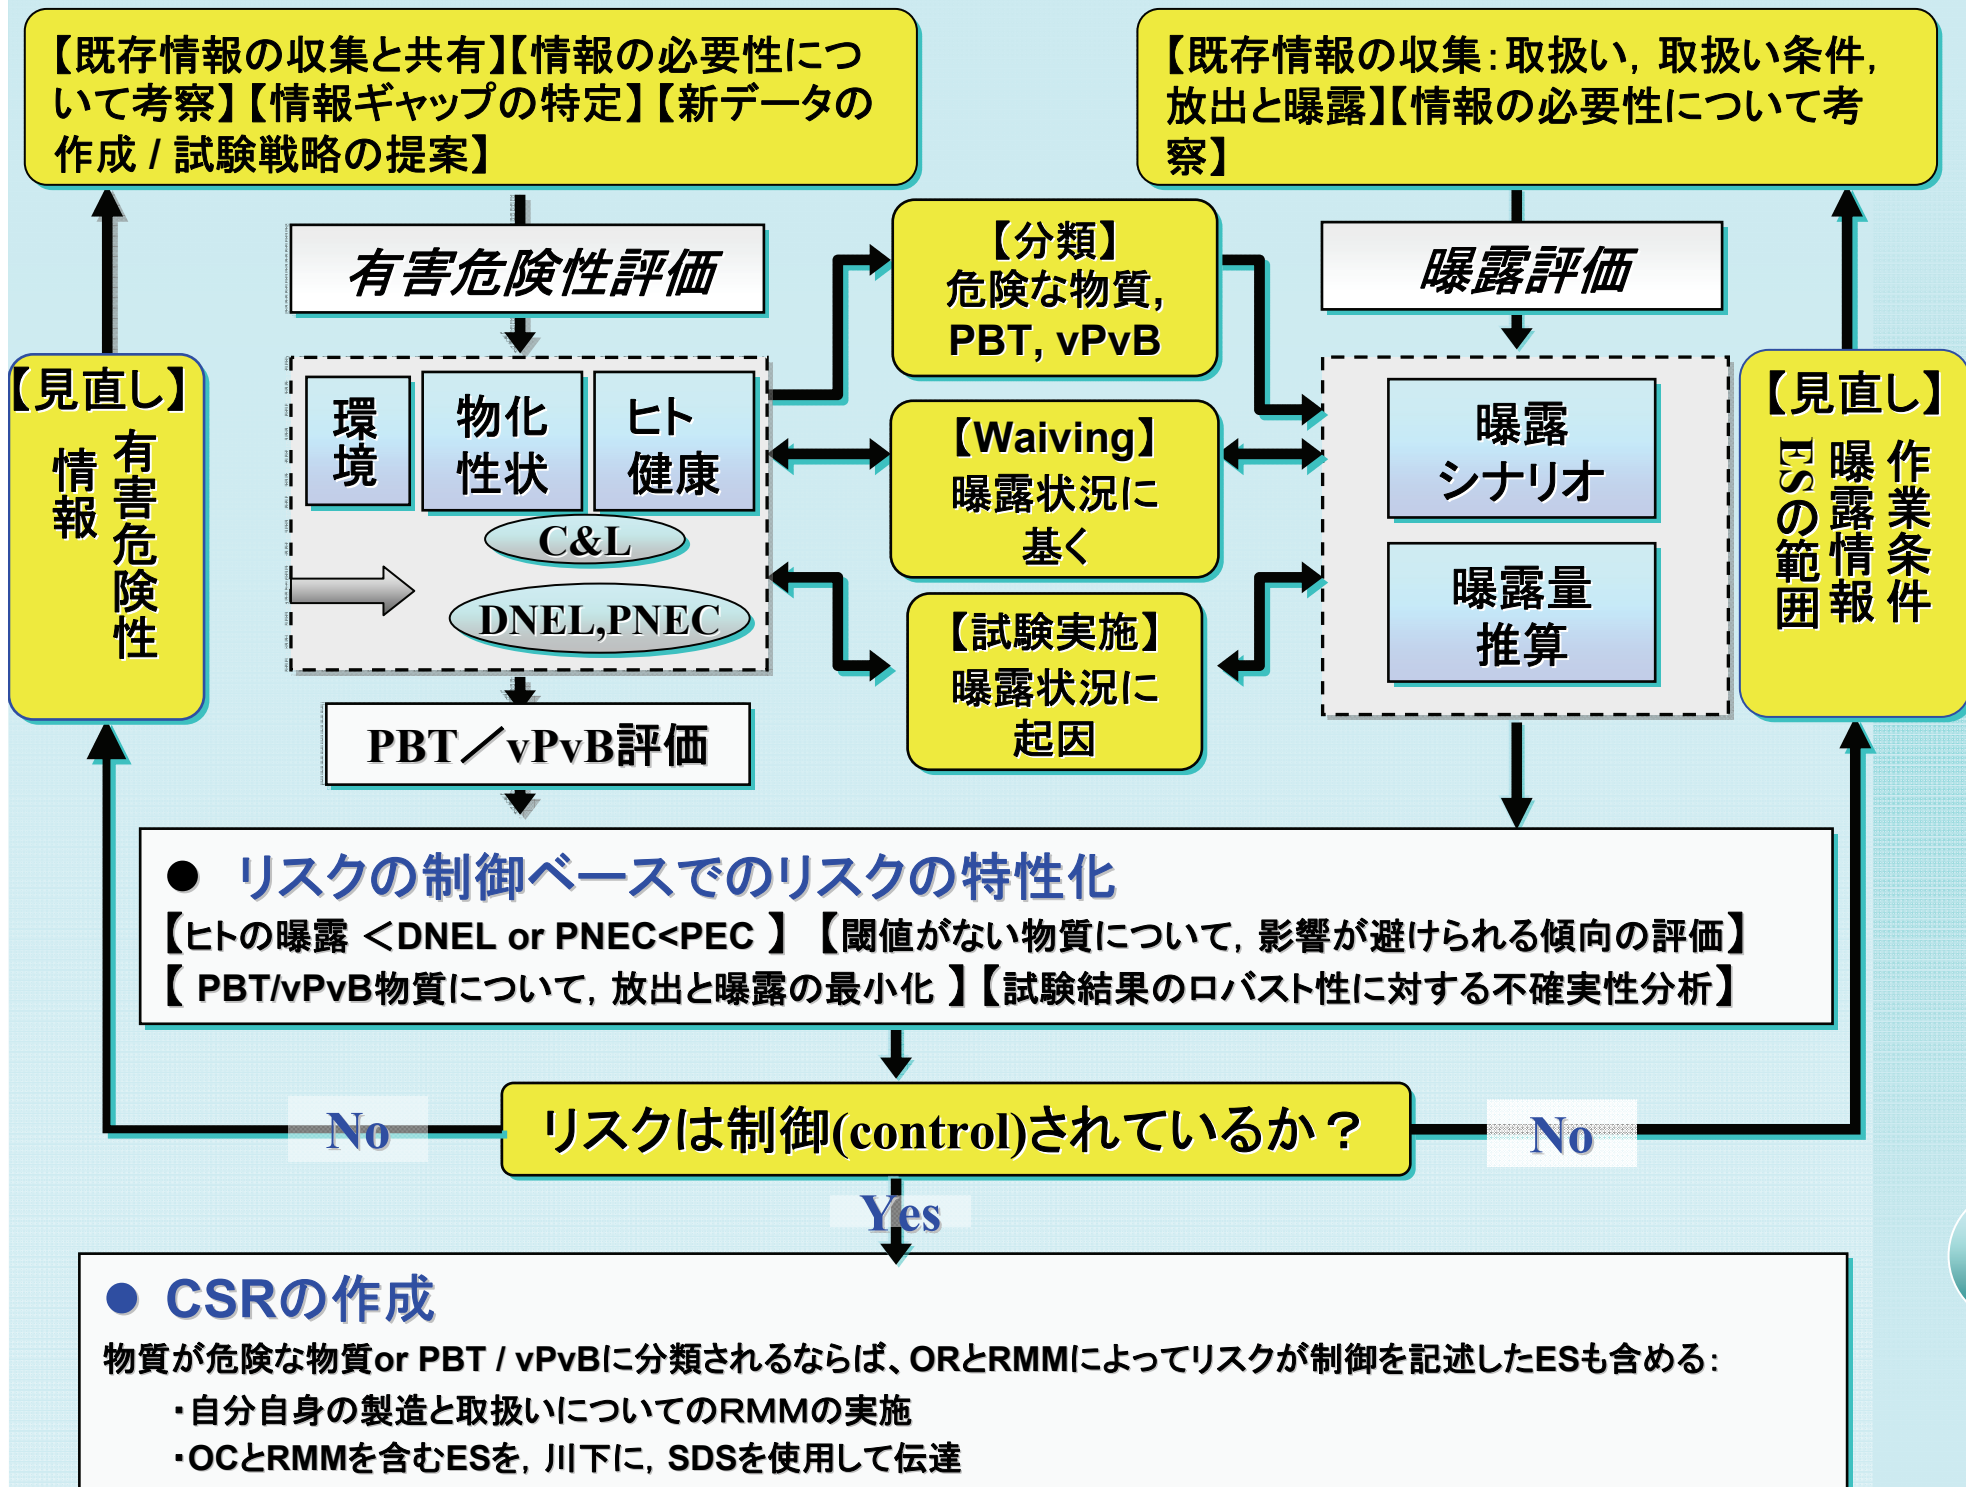 【既存情報の収集と共有】【情報の必要性につ
いて考察】【情報ギャップの特定】【新データの
作成 / 試験戦略の提案】
【既存情報の収集：取扱い，取扱い条件，
放出と曝露】【情報の必要性について考
察】
有害危険性評価
【分類】
危険な物質，
PBT, vPvB
曝露評価
【見直し】
有害危険性
情報
環
境
物化
性状
ヒト
健康
C&L
DNEL,PNEC
【Waiving】
曝露状況に
基く
【試験実施】
曝露状況に
起因
曝露
シナリオ
曝露量
推算
【見直し】
作業条件
曝露情報
ESの範囲
PBT／vPvB評価
● リスクの制御ベースでのリスクの特性化
【ヒトの曝露 ＜DNEL or PNEC<PEC 】 【閾値がない物質について，影響が避けられる傾向の評価】
【 PBT/vPvB物質について，放出と曝露の最小化 】【試験結果のロバスト性に対する不確実性分析】
リスクは制御(control)されているか？
No
No
Yes
● CSRの作成
物質が危険な物質or PBT / vPvBに分類されるならば、ORとRMMによってリスクが制御を記述したESも含める：
・自分自身の製造と取扱いについてのＲＭＭの実施
・OCとRMMを含むESを，川下に，SDSを使用して伝達